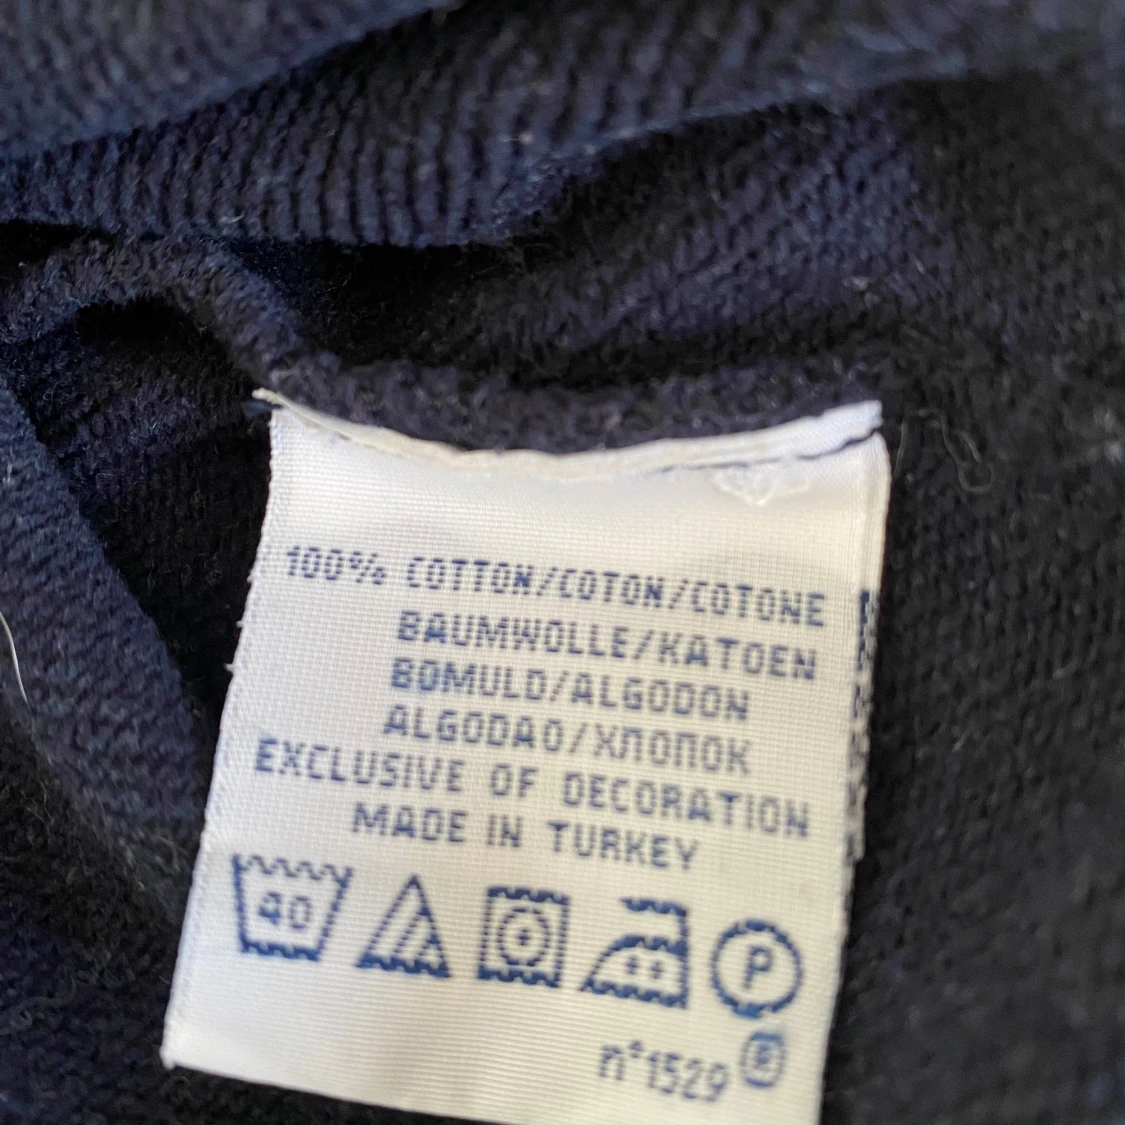 100% COTTON/COTON/COTONE
BAUMWOLLE/KATOEN
BOMULD/ALGODON
ALGODAO/ХЛОПОК
EXCLUSIVE OF DECORATION
MADE IN TURKEY
40
P
n°1529 ®